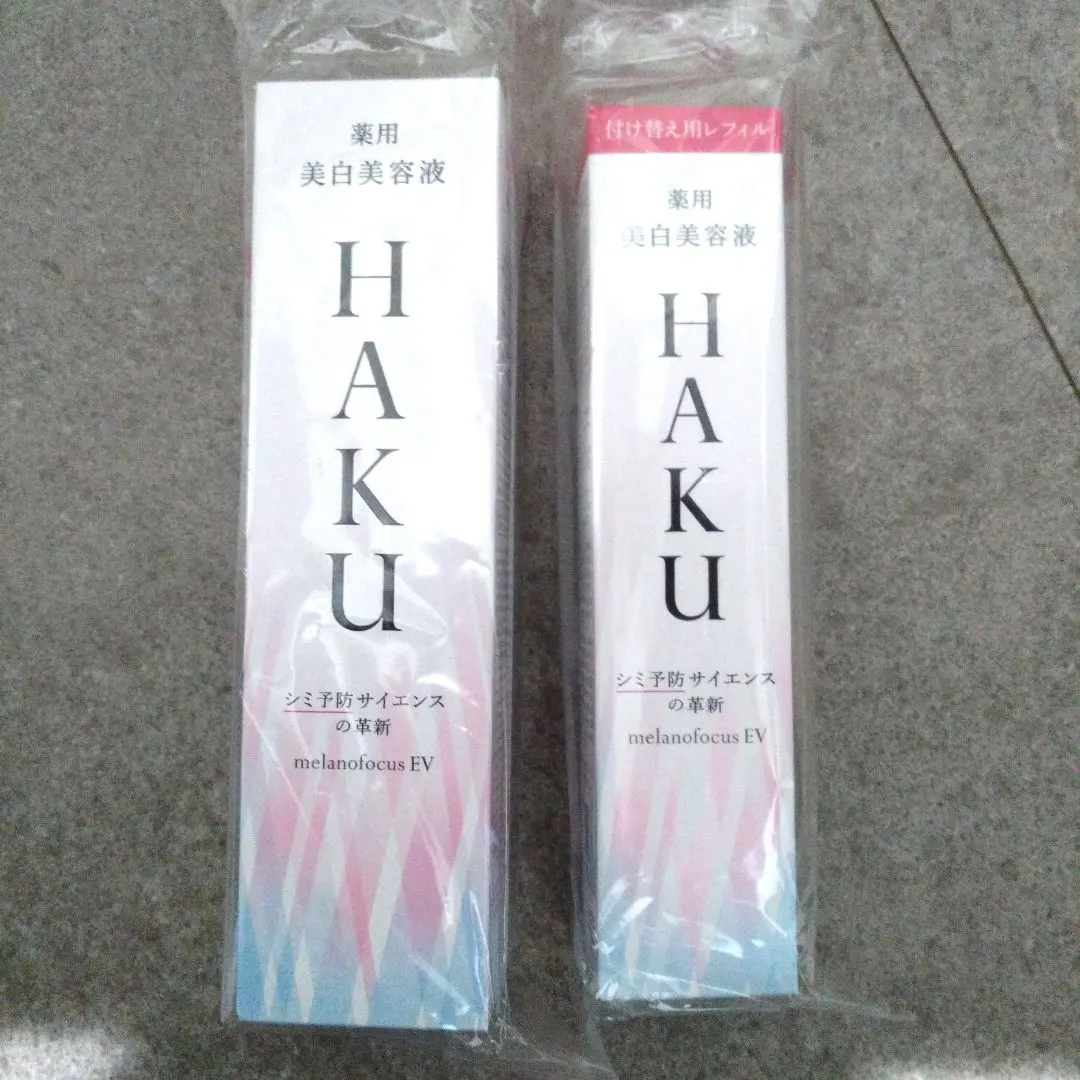 薬用
美白美容液
HAKU
シミ予防サイエンス
の革新
melanofocus EV
付け替え用レフィル
薬用
美白美容液
HAKU
シミ予防サイエンス
の革新
melanofocus EV